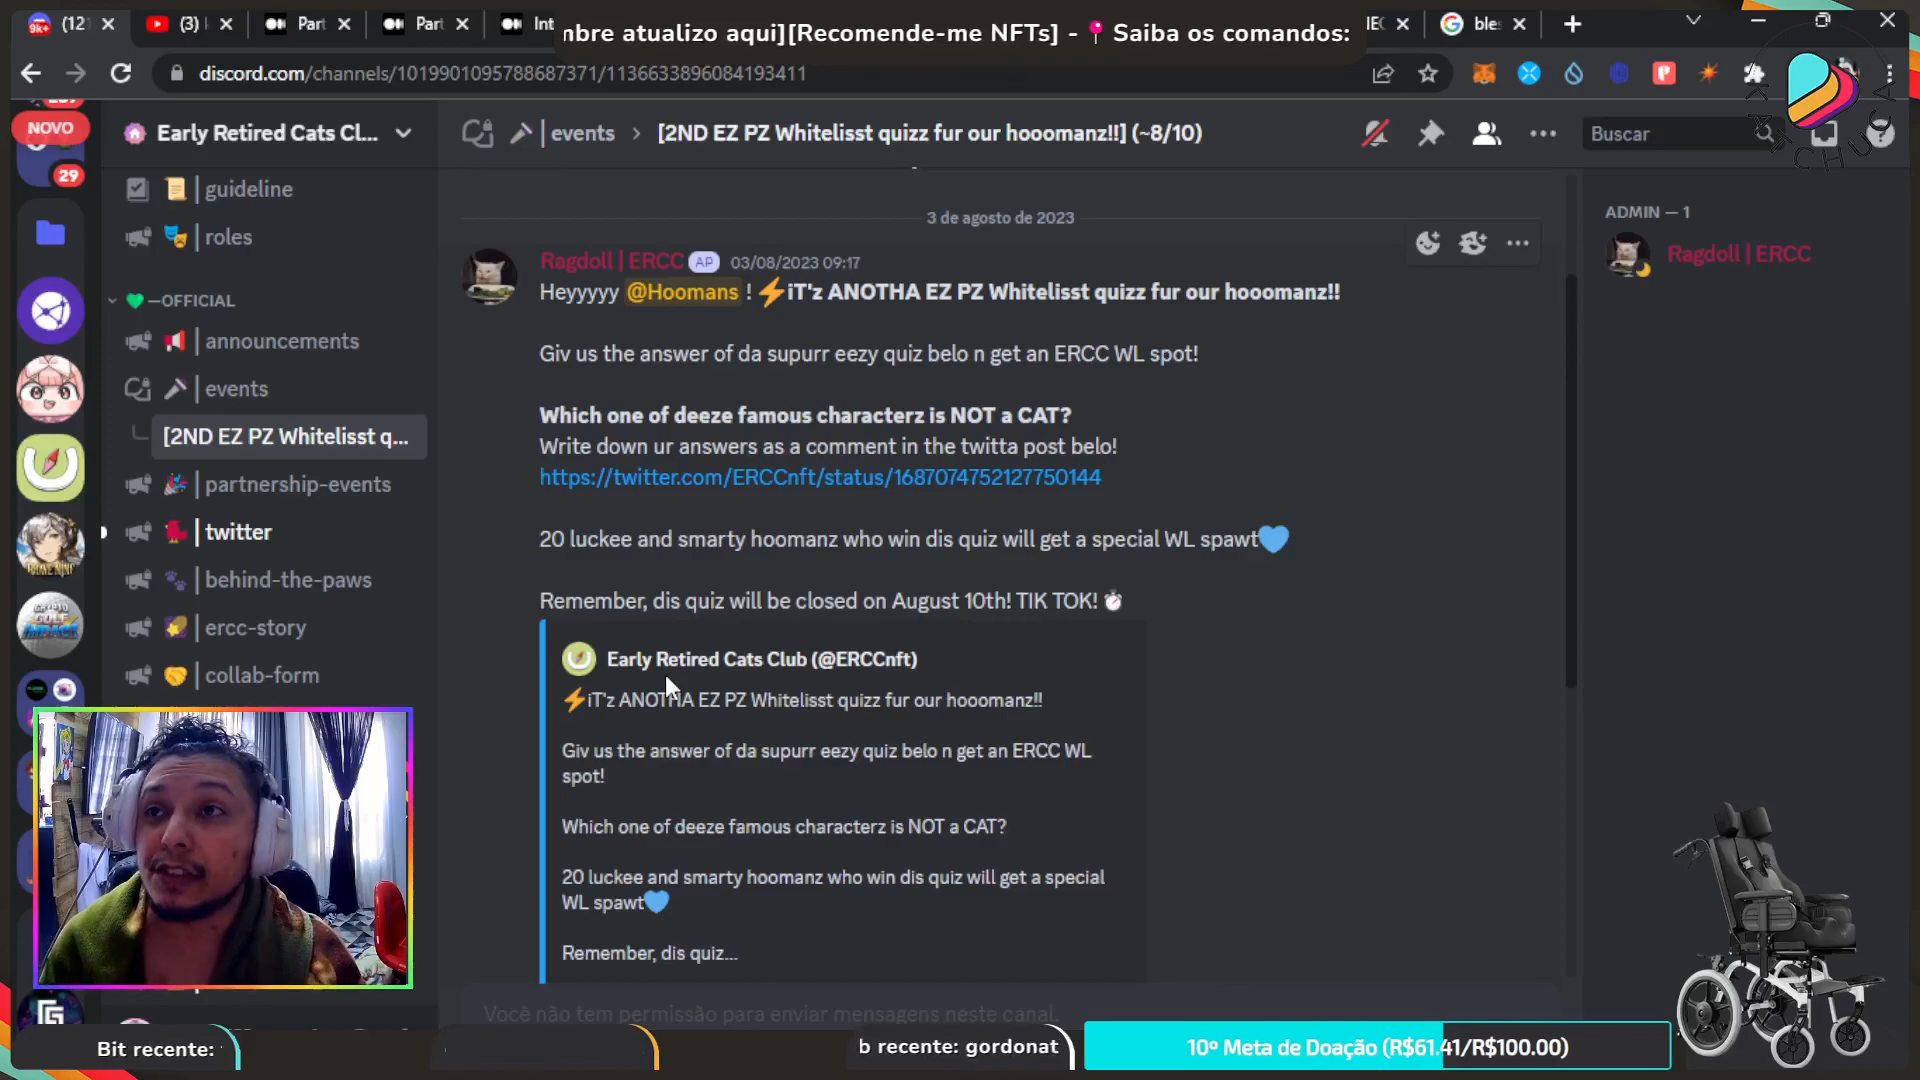 9k+
(12
(3)
Part
Part
Int
nbre atualizo aqui][Recomende-me NFTs] - 📍 Saiba os comandos:
EC
bles
discord.com/channels/1019901095788687371/1136633896084193411
NOVO
29
Early Retired Cats Cl...
| events
[2ND EZ PZ Whitelisst quizz fur our hooomanz!!] (~8/10)
Buscar
| guideline
| roles
—OFFICIAL
| announcements
| events
[2ND EZ PZ Whitelisst q...
| partnership-events
| twitter
| behind-the-paws
| ercc-story
| collab-form
3 de agosto de 2023
Ragdoll | ERCC AP 03/08/2023 09:17
Heyyyyy @Hoomans ! ⚡iT'z ANOTHA EZ PZ Whitelisst quizz fur our hooomanz!!
Giv us the answer of da supurr eezy quiz belo n get an ERCC WL spot!
Which one of deeze famous characterz is NOT a CAT?
Write down ur answers as a comment in the twitta post belo!
https://twitter.com/ERCCnft/status/1687074752127750144
20 luckee and smarty hoomanz who win dis quiz will get a special WL spawt💙
Remember, dis quiz will be closed on August 10th! TIK TOK! ⏱
Early Retired Cats Club (@ERCCnft)
⚡iT'z ANOTHA EZ PZ Whitelisst quizz fur our hooomanz!!
Giv us the answer of da supurr eezy quiz belo n get an ERCC WL
spot!
Which one of deeze famous characterz is NOT a CAT?
20 luckee and smarty hoomanz who win dis quiz will get a special
WL spawt💙
Remember, dis quiz...
Você não tem permissão para enviar mensagens neste canal.
ADMIN — 1
Ragdoll | ERCC
Bit recente:
b recente: gordonat
10º Meta de Doação (R$61.41/R$100.00)